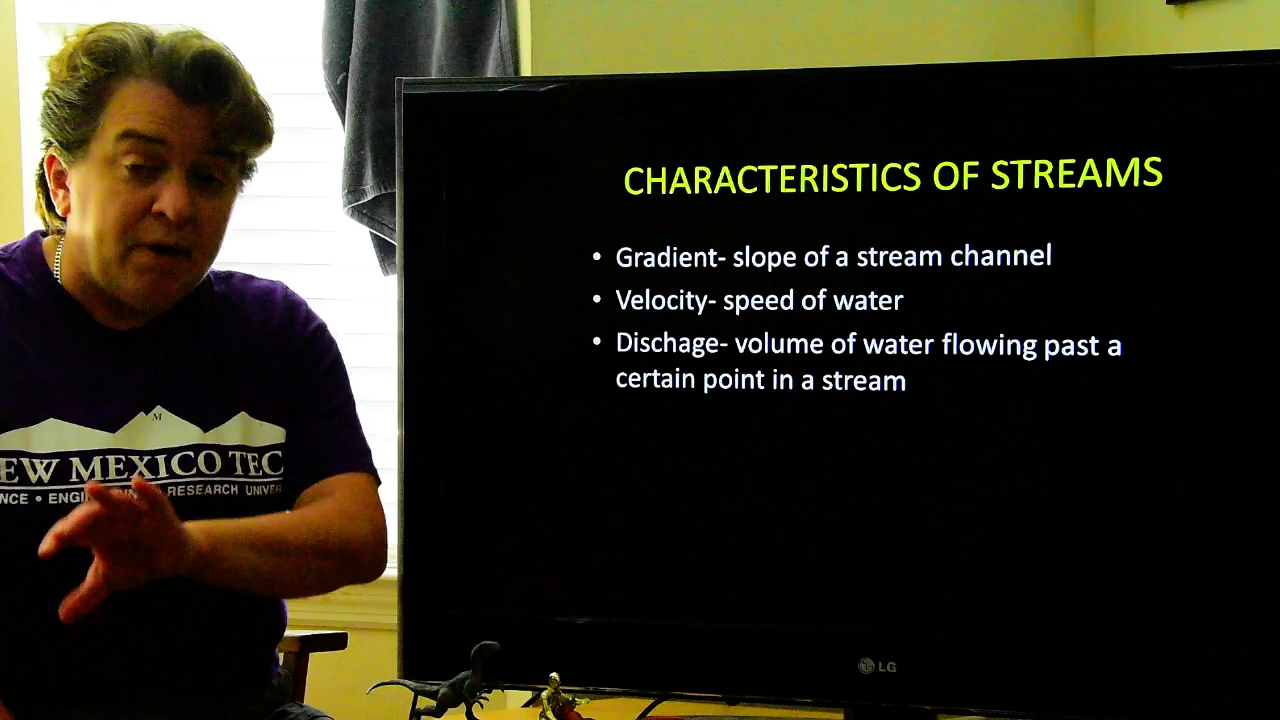 CHARACTERISTICS OF STREAMS
• Gradient- slope of a stream channel
• Velocity- speed of water
• Dischage- volume of water flowing past a
certain point in a stream
M
EW MEXICO TEC
NCE • ENGI RESEARCH UNIVER
LG